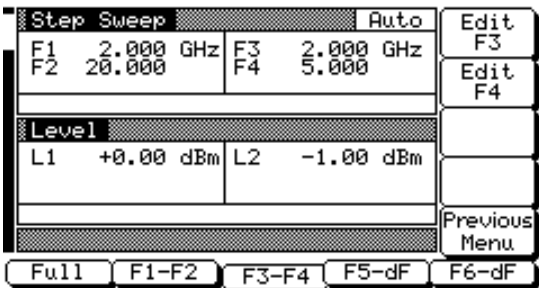 Step Sweep Auto
F1 2.000 GHz F3 2.000 GHz
F2 20.000 F4 5.000
Level
L1 +0.00 dBm L2 -1.00 dBm
Edit
F3
Edit
F4
Previous
Menu
Full F1-F2 F3-F4 F5-dF F6-dF